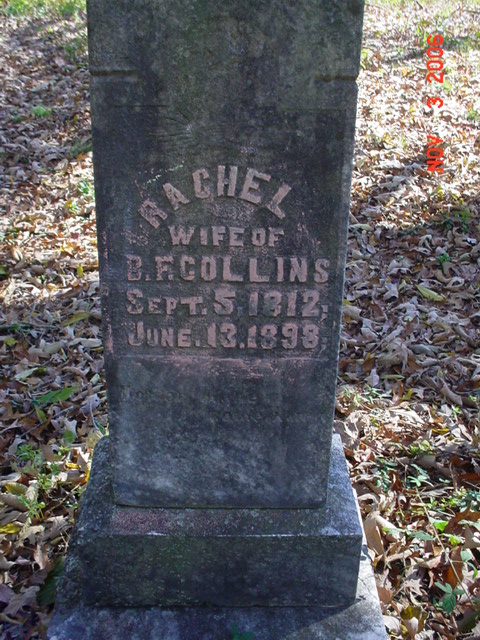 RACHEL
WIFE OF
B.F. COLLINS
SEPT. 5, 1812;
JUNE. 13, 1898;
NOV 3 2006